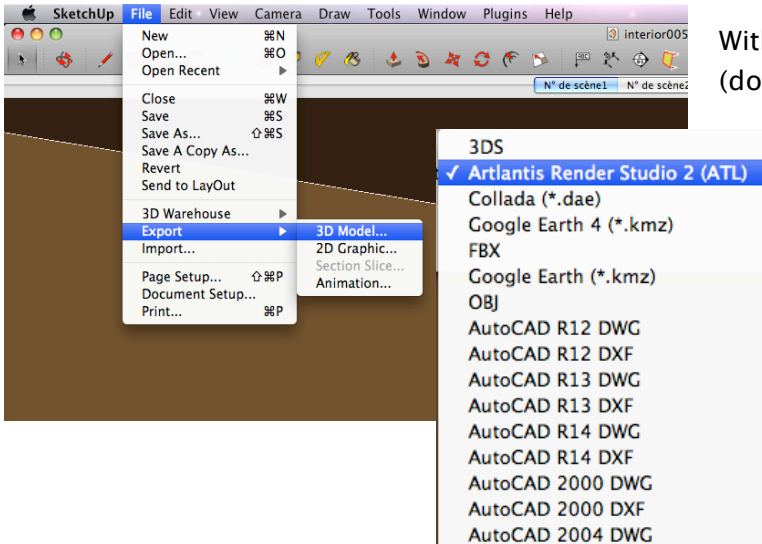 SketchUp File Edit View Camera Draw Tools Window Plugins Help
interior005
N° de scène1 N° de scène2
New ⌘N
Open... ⌘O
Open Recent ▶
Close ⌘W
Save ⌘S
Save As... ⇧⌘S
Save A Copy As...
Revert
Send to LayOut
3D Warehouse ▶
Export ▶
Import...
Page Setup... ⇧⌘P
Document Setup...
Print... ⌘P
3D Model...
2D Graphic...
Section Slice...
Animation...
(do
3DS
✓ Artlantis Render Studio 2 (ATL)
Collada (*.dae)
Google Earth 4 (*.kmz)
FBX
Google Earth (*.kmz)
OBJ
AutoCAD R12 DWG
AutoCAD R12 DXF
AutoCAD R13 DWG
AutoCAD R13 DXF
AutoCAD R14 DWG
AutoCAD R14 DXF
AutoCAD 2000 DWG
AutoCAD 2000 DXF
AutoCAD 2004 DWG